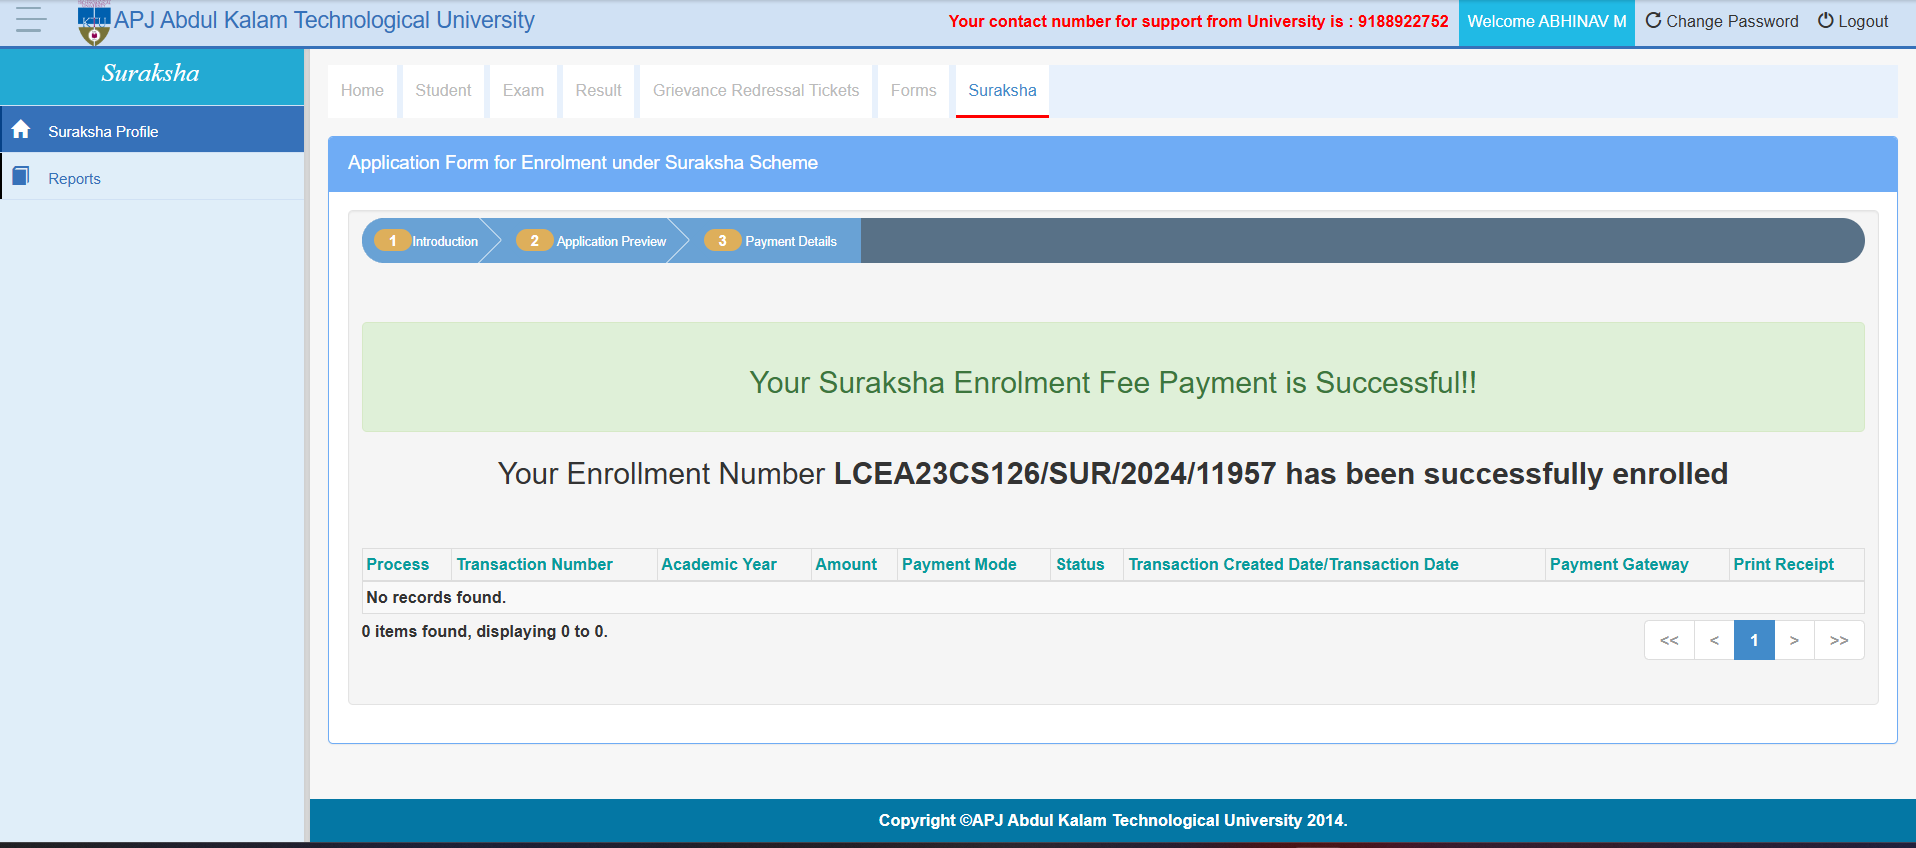 APJ Abdul Kalam Technological University
Your contact number for support from University is : 9188922752
Welcome ABHINAV M
Change Password
Logout
Suraksha
Suraksha Profile
Reports
Home
Student
Exam
Result
Grievance Redressal Tickets
Forms
Suraksha
Application Form for Enrolment under Suraksha Scheme
1 Introduction
2 Application Preview
3 Payment Details
Your Suraksha Enrolment Fee Payment is Successful!!
Your Enrollment Number LCEA23CS126/SUR/2024/11957 has been successfully enrolled
Process Transaction Number Academic Year Amount Payment Mode Status Transaction Created Date/Transaction Date Payment Gateway Print Receipt
No records found.
0 items found, displaying 0 to 0.
<< < 1 > >>
Copyright ©APJ Abdul Kalam Technological University 2014.